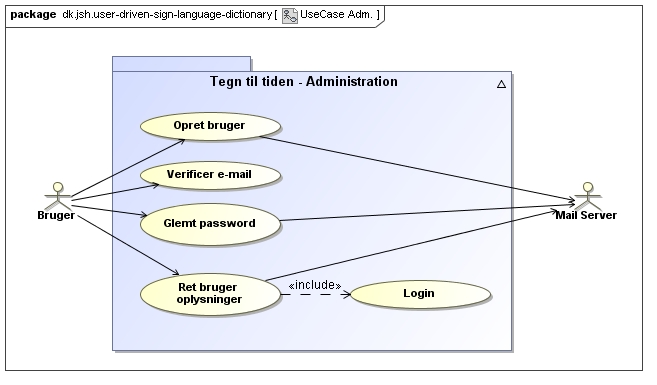 package dk.jsh.user-driven-sign-language-dictionary [ UseCase Adm. ]
Tegn til tiden - Administration
Opret bruger
Verificer e-mail
Bruger
Glemt password
Mail Server
Ret bruger
oplysninger
«include»
Login